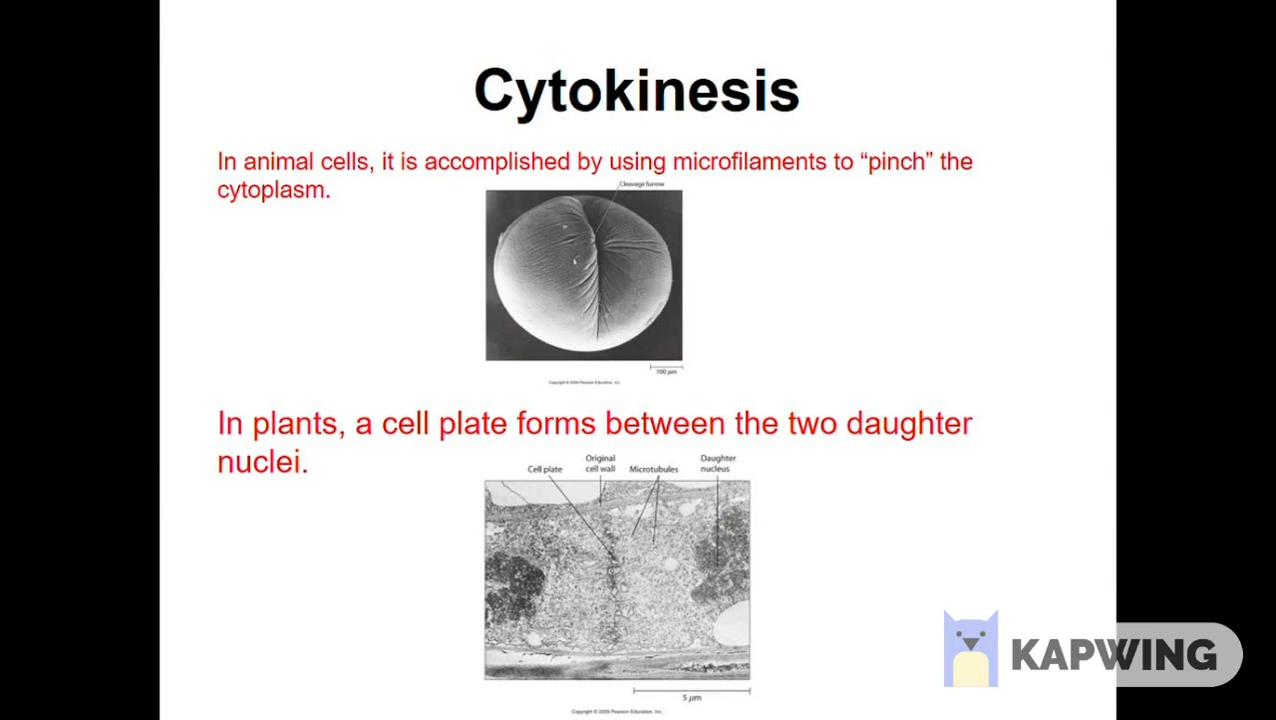 Cytokinesis
In animal cells, it is accomplished by using microfilaments to “pinch” the
cytoplasm.
Cleavage furrow
100 µm
Copyright © 2009 Pearson Education, Inc.
In plants, a cell plate forms between the two daughter
nuclei.
Cell plate
Original
cell wall
Microtubules
Daughter
nucleus
5 µm
Copyright © 2009 Pearson Education, Inc.
KAPWING